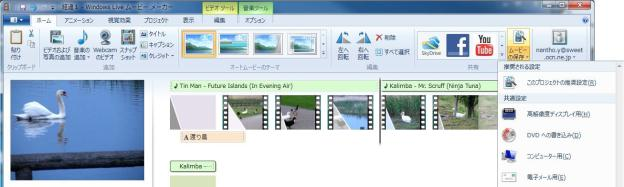 白鳥 - Windows Live ムービー メーカー
ビデオ ツール
音楽ツール
ホーム アニメーション 視覚効果 プロジェクト 表示 編集 オプション
貼り付け
ビデオおよび写真の追加
音楽の追加
Webcam のビデオ
スナップショット
タイトル
キャプション
クレジット
左へ回転
右へ回転
削除
すべて選択
SkyDrive
You Tube
ムービーの保存
nantho.y@sweet
.ocn.ne.jp
クリップボード 追加 オートムービーのテーマ 編集 共有
推奨される設定
このプロジェクトの推奨設定(R)
共通設定
高解像度ディスプレイ用(H)
DVD への書き込み(D)
コンピューター用(C)
電子メール用(E)
Tin Man - Future Islands (In Evening Air)
Kalimba - Mr. Scruff (Ninja Tuna)
A 渡り鳥
Kalimba -